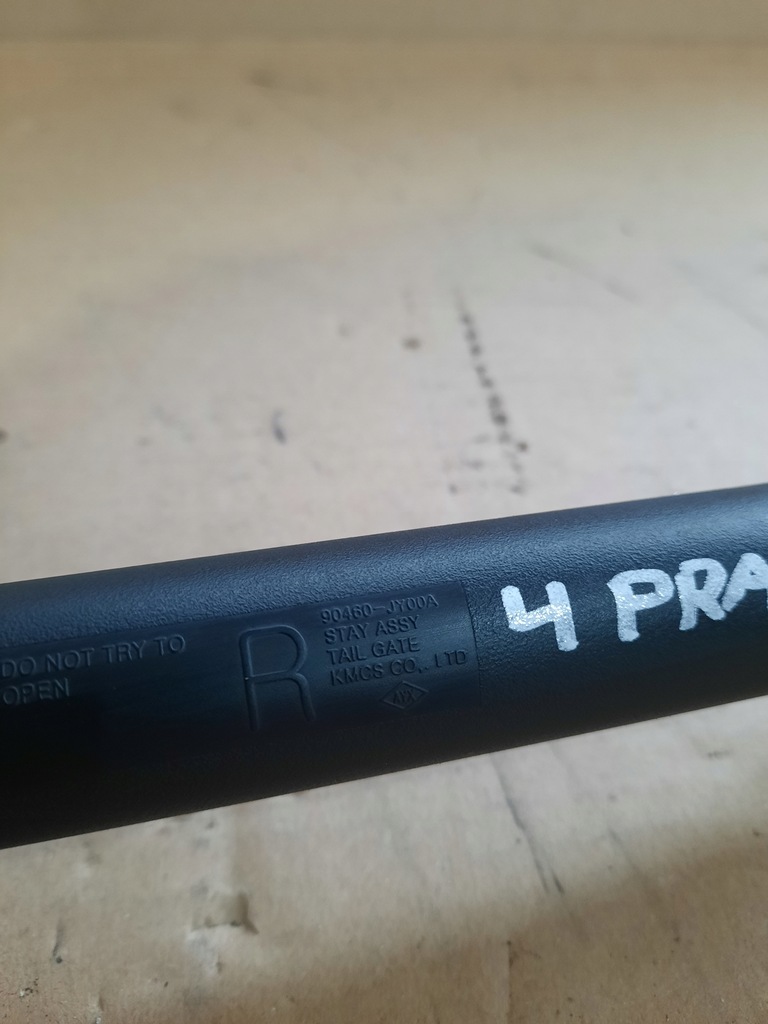 DO NOT TRY TO
OPEN
R
90460-JY00A
STAY ASSY
TAIL GATE
KMCS CO,. LTD
4 PRA